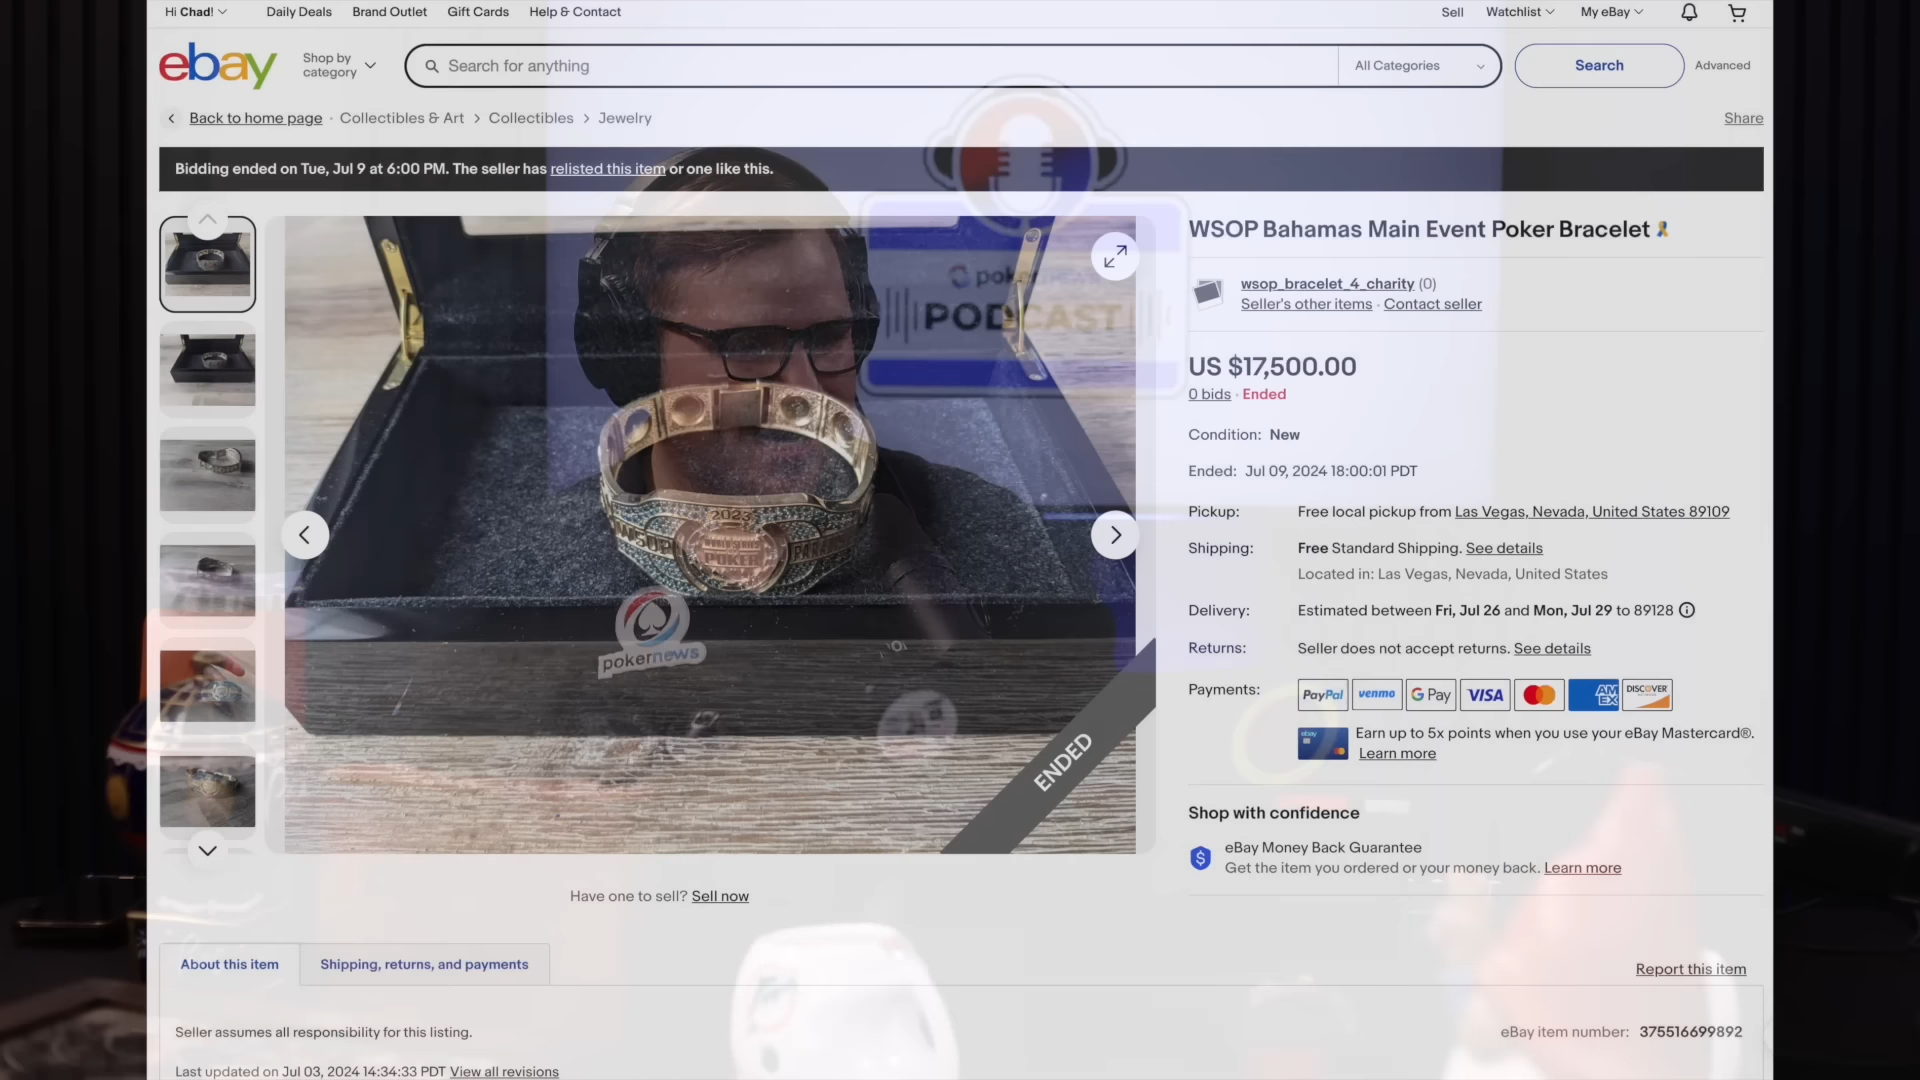 Hi Chad!
Daily Deals
Brand Outlet
Gift Cards
Help & Contact
Sell
Watchlist
My eBay
ebay
Shop by
category
Search for anything
All Categories
Search
Advanced
Back to home page · Collectibles & Art > Collectibles > Jewelry
Share
Bidding ended on Tue, Jul 9 at 6:00 PM. The seller has relisted this item or one like this.
poker
PODCAST
2023
WSOP
PARA
pokernews
ENDED
Have one to sell? Sell now
WSOP Bahamas Main Event Poker Bracelet
wsop_bracelet_4_charity (0)
Seller's other items · Contact seller
US $17,500.00
0 bids · Ended
Condition: New
Ended: Jul 09, 2024 18:00:01 PDT
Pickup: Free local pickup from Las Vegas, Nevada, United States 89109
Shipping: Free Standard Shipping. See details
Located in: Las Vegas, Nevada, United States
Delivery: Estimated between Fri, Jul 26 and Mon, Jul 29 to 89128
Returns: Seller does not accept returns. See details
Payments: PayPal venmo G Pay VISA AMEX DISCOVER
ebay
Earn up to 5x points when you use your eBay Mastercard®.
Learn more
Shop with confidence
eBay Money Back Guarantee
Get the item you ordered or your money back. Learn more
About this item
Shipping, returns, and payments
Report this item
Seller assumes all responsibility for this listing.
eBay item number: 375516699892
Last updated on Jul 03, 2024 14:34:33 PDT View all revisions